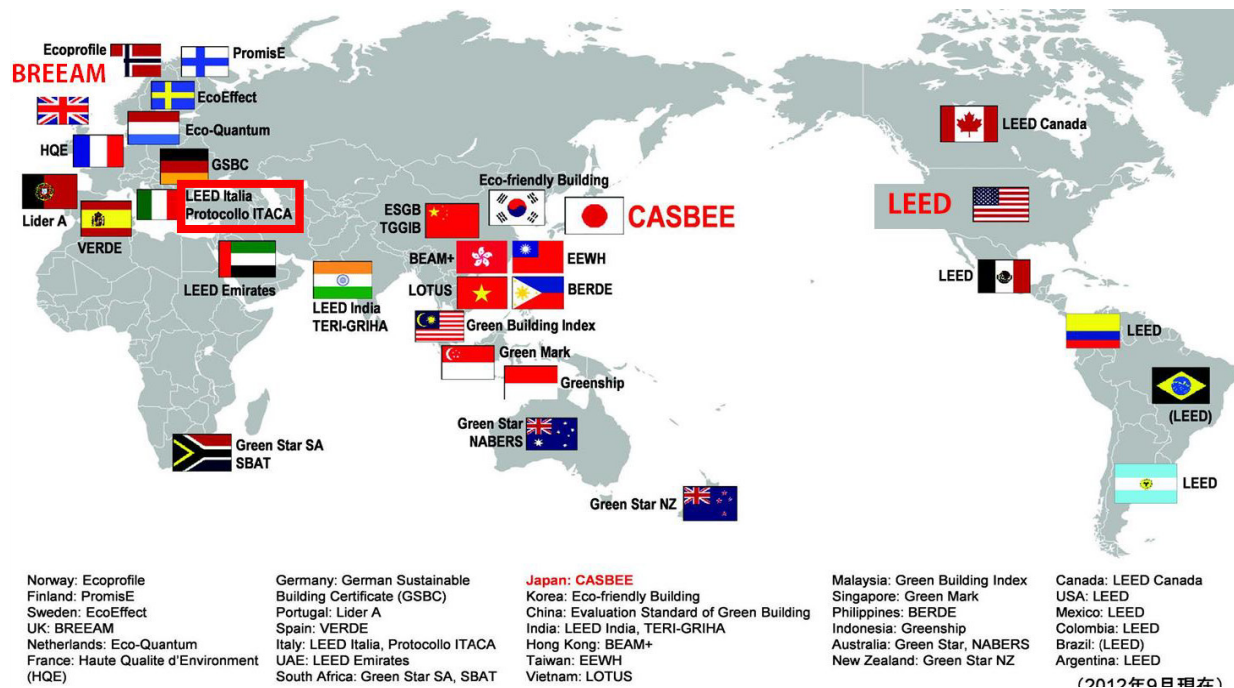 Ecoprofile
PromisE
BREEAM
EcoEffect
Eco-Quantum
HQE
GSBC
LEED Italia
Protocollo ITACA
Lider A
VERDE
LEED Emirates
LEED India
TERI-GRIHA
Eco-friendly Building
ESGB
TGGIB
CASBEE
BEAM+
EEWH
LOTUS
BERDE
Green Building Index
Green Mark
Greenship
Green Star
NABERS
Green Star SA
SBAT
Green Star NZ
LEED Canada
LEED
LEED
LEED
(LEED)
LEED
Norway: Ecoprofile
Finland: PromisE
Sweden: EcoEffect
UK: BREEAM
Netherlands: Eco-Quantum
France: Haute Qualite d'Environment
(HQE)
Germany: German Sustainable
Building Certificate (GSBC)
Portugal: Lider A
Spain: VERDE
Italy: LEED Italia, Protocollo ITACA
UAE: LEED Emirates
South Africa: Green Star SA, SBAT
Japan: CASBEE
Korea: Eco-friendly Building
China: Evaluation Standard of Green Building
India: LEED India, TERI-GRIHA
Hong Kong: BEAM+
Taiwan: EEWH
Vietnam: LOTUS
Malaysia: Green Building Index
Singapore: Green Mark
Philippines: BERDE
Indonesia: Greenship
Australia: Green Star, NABERS
New Zealand: Green Star NZ
Canada: LEED Canada
USA: LEED
Mexico: LEED
Colombia: LEED
Brazil: (LEED)
Argentina: LEED
(2012年9月現在)